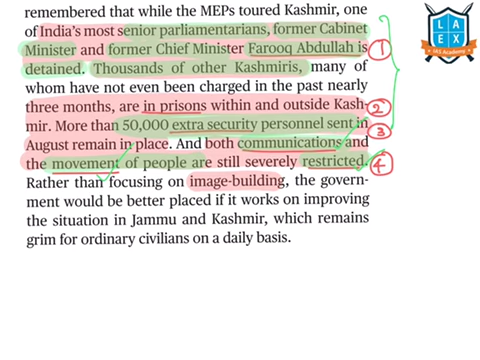 remembered that while the MEPs toured Kashmir, one
of India's most senior parliamentarians, former Cabinet
Minister and former Chief Minister Farooq Abdullah is
detained. Thousands of other Kashmiris, many of
whom have not even been charged in the past nearly
three months, are in prisons within and outside Kash-
mir. More than 50,000 extra security personnel sent in
August remain in place. And both communications and
the movement of people are still severely restricted.
Rather than focusing on image-building, the govern-
ment would be better placed if it works on improving
the situation in Jammu and Kashmir, which remains
grim for ordinary civilians on a daily basis.
1
2
3
4
L A
E X
IAS Academy